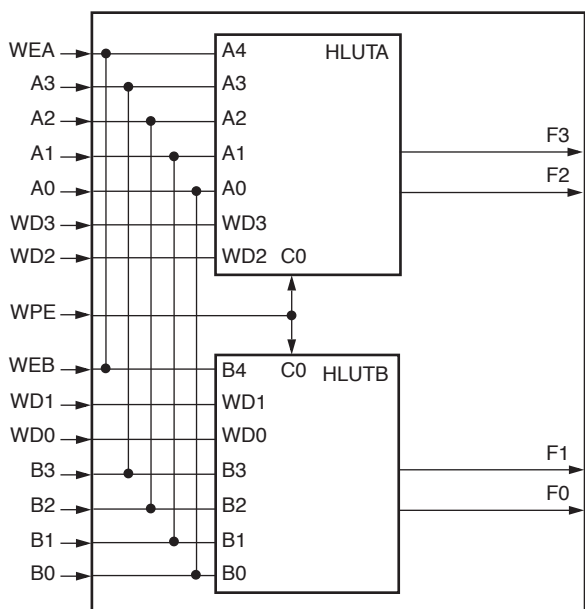 WEA A4 HLUTA
A3 A3
A2 A2
A1 A1 F3
A0 A0 F2
WD3 WD3
WD2 WD2 C0
WPE
WEB B4 C0 HLUTB
WD1 WD1
WD0 WD0
B3 B3 F1
B2 B2 F0
B1 B1
B0 B0